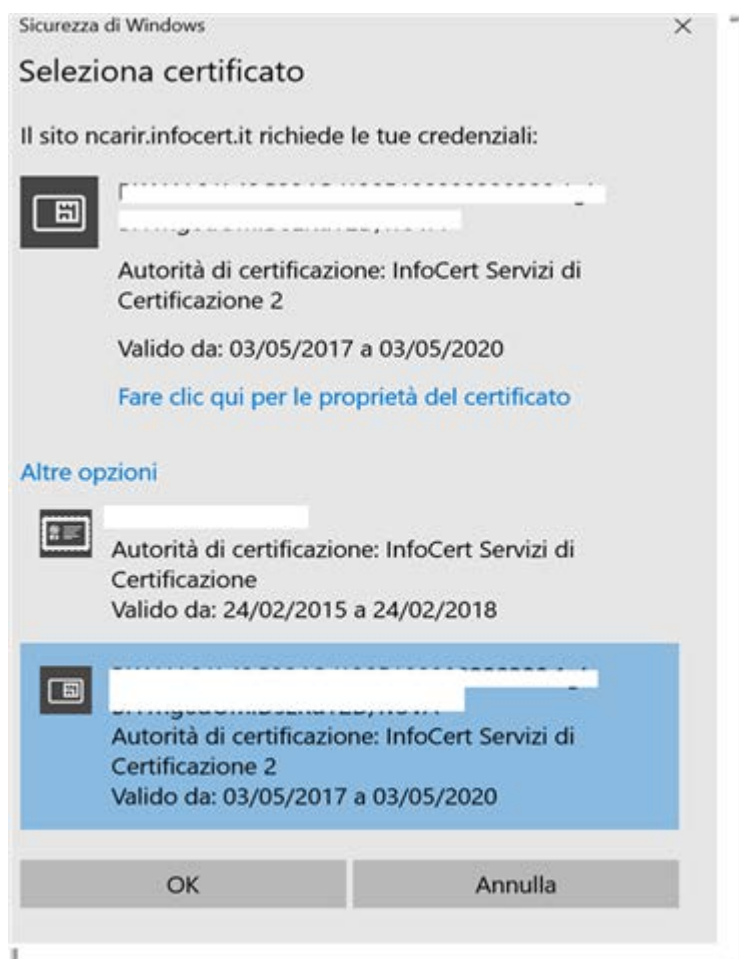 Sicurezza di Windows
Seleziona certificato
Il sito ncarir.infocert.it richiede le tue credenziali:
Autorità di certificazione: InfoCert Servizi di
Certificazione 2
Valido da: 03/05/2017 a 03/05/2020
Fare clic qui per le proprietà del certificato
Altre opzioni
Autorità di certificazione: InfoCert Servizi di
Certificazione
Valido da: 24/02/2015 a 24/02/2018
Autorità di certificazione: InfoCert Servizi di
Certificazione 2
Valido da: 03/05/2017 a 03/05/2020
OK
Annulla